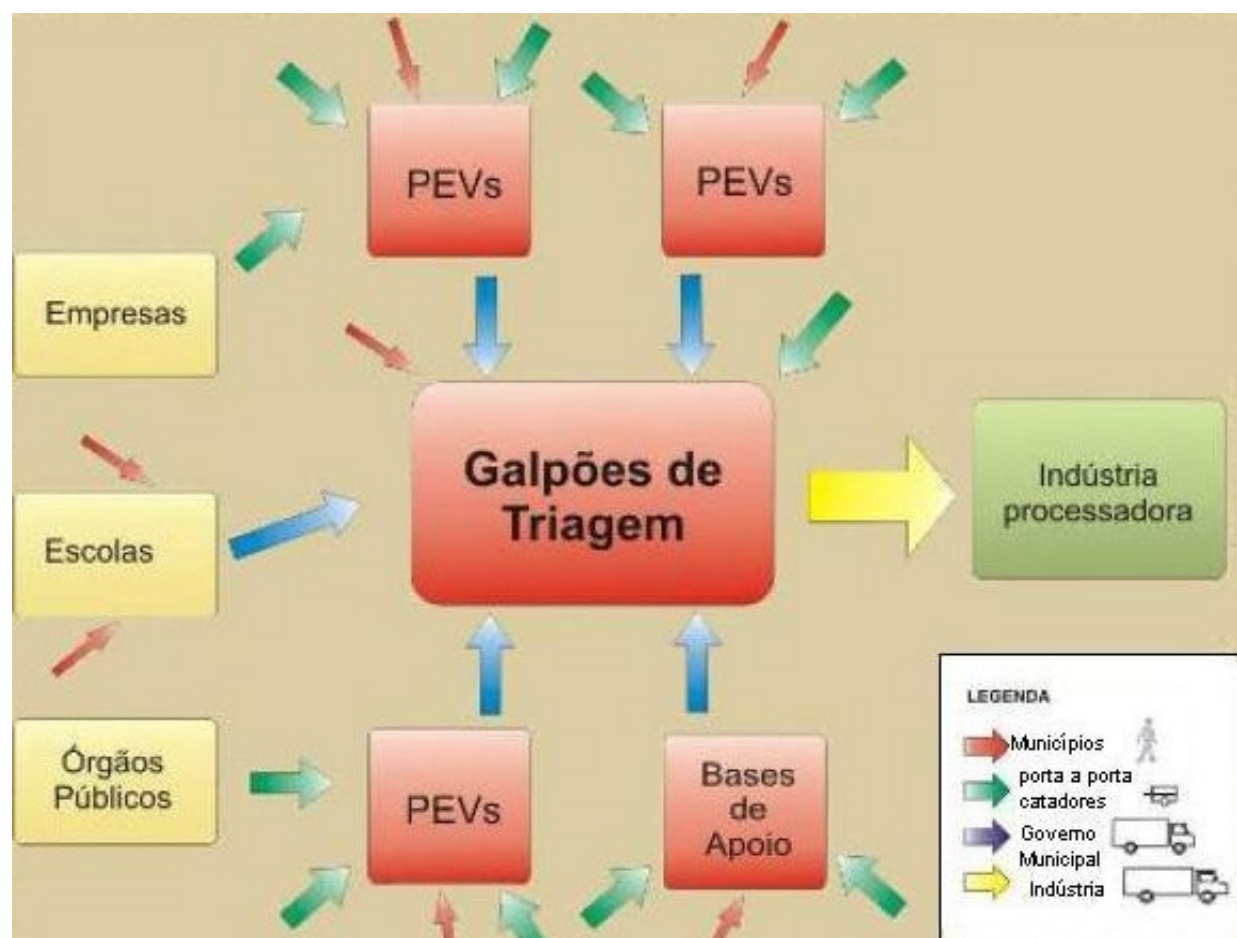 PEVs
PEVs
Empresas
Galpões de
Triagem
Indústria
processadora
Escolas
Órgãos
Públicos
PEVs
Bases
de
Apoio
LEGENDA
Municípios
porta a porta
catadores
Governo
Municipal
Indústria